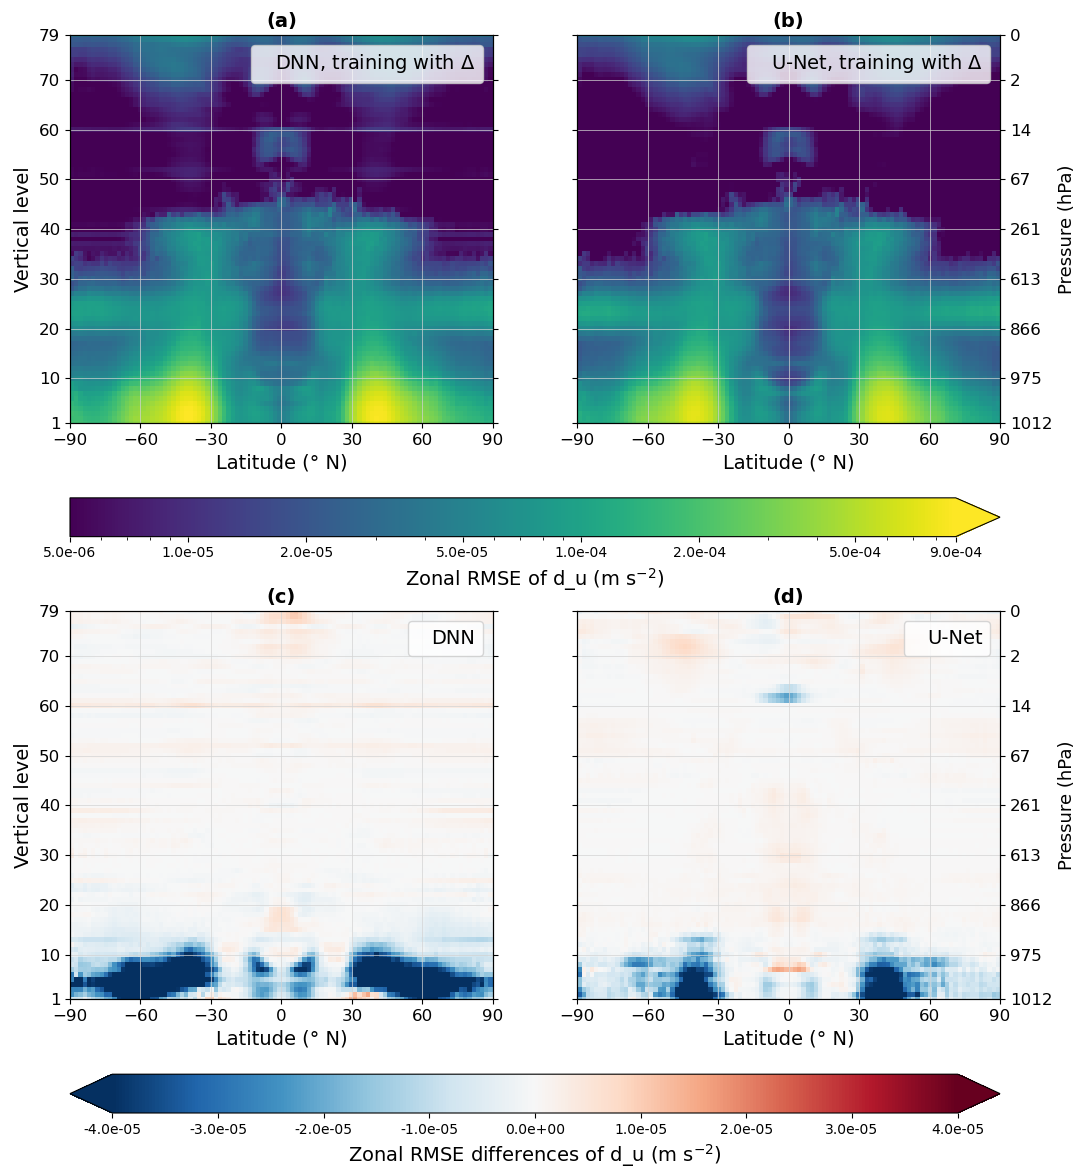 (a)
(b)
79
70
60
50
40
30
20
10
1
Vertical level
DNN, training with Δ
U-Net, training with Δ
0
2
14
67
261
613
866
975
1012
Pressure (hPa)
−90 −60 −30 0 30 60 90
−90 −60 −30 0 30 60 90
Latitude (° N)
Latitude (° N)
5.0e-06 1.0e-05 2.0e-05 5.0e-05 1.0e-04 2.0e-04 5.0e-04 9.0e-04
Zonal RMSE of d_u (m s⁻²)
(c)
(d)
79
70
60
50
40
30
20
10
1
Vertical level
DNN
U-Net
0
2
14
67
261
613
866
975
1012
Pressure (hPa)
−90 −60 −30 0 30 60 90
−90 −60 −30 0 30 60 90
Latitude (° N)
Latitude (° N)
-4.0e-05 -3.0e-05 -2.0e-05 -1.0e-05 0.0e+00 1.0e-05 2.0e-05 3.0e-05 4.0e-05
Zonal RMSE differences of d_u (m s⁻²)